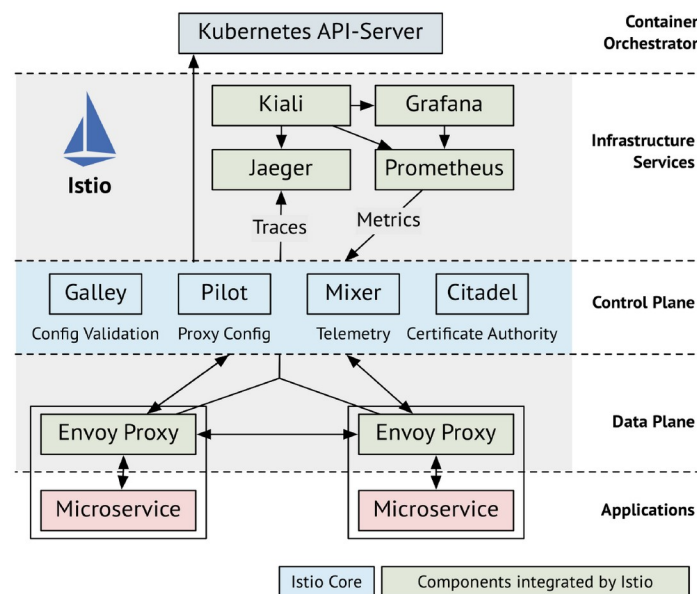 Kubernetes API-Server
Container
Orchestrator
Istio
Kiali
Grafana
Jaeger
Prometheus
Infrastructure
Services
Traces
Metrics
Galley
Pilot
Mixer
Citadel
Config Validation
Proxy Config
Telemetry
Certificate Authority
Control Plane
Envoy Proxy
Envoy Proxy
Data Plane
Microservice
Microservice
Applications
Istio Core
Components integrated by Istio